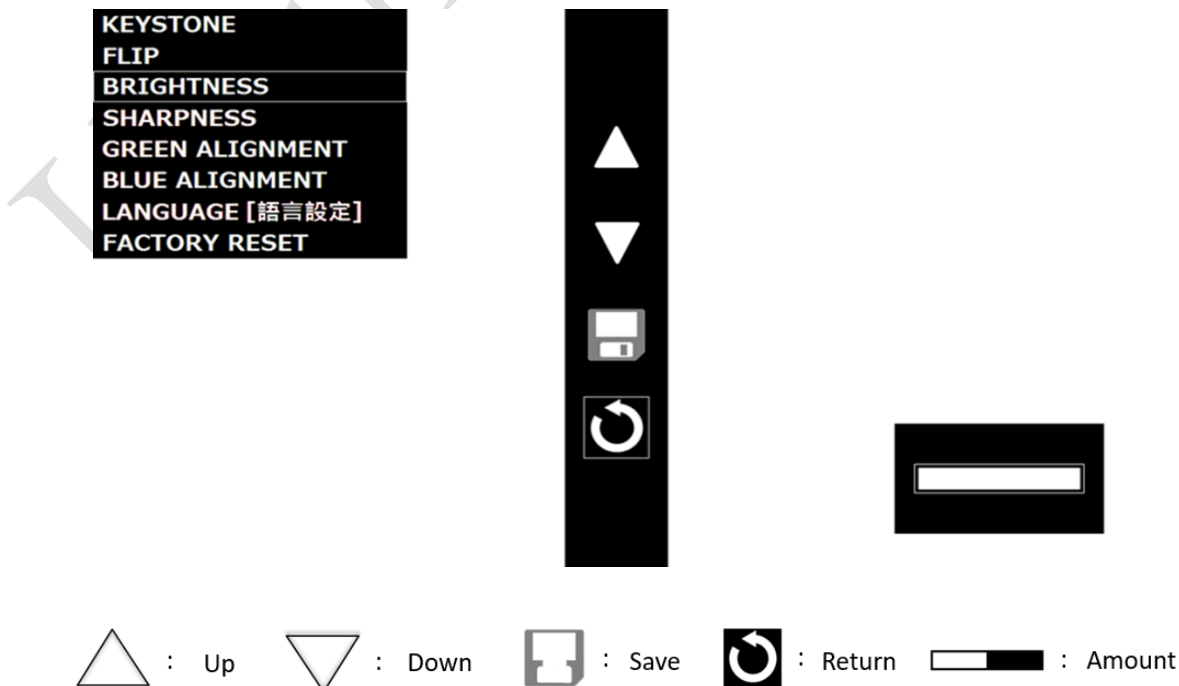 KEYSTONE
FLIP
BRIGHTNESS
SHARPNESS
GREEN ALIGNMENT
BLUE ALIGNMENT
LANGUAGE [語言設定]
FACTORY RESET
: Up : Down : Save : Return : Amount